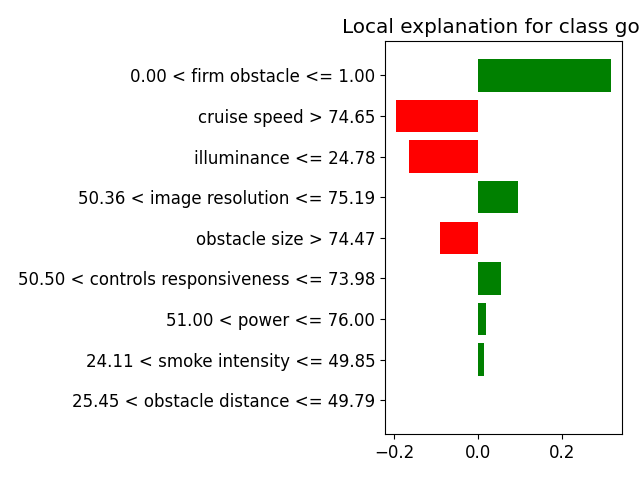 Local explanation for class go
0.00 < firm obstacle <= 1.00
cruise speed > 74.65
illuminance <= 24.78
50.36 < image resolution <= 75.19
obstacle size > 74.47
50.50 < controls responsiveness <= 73.98
51.00 < power <= 76.00
24.11 < smoke intensity <= 49.85
25.45 < obstacle distance <= 49.79
−0.2 0.0 0.2